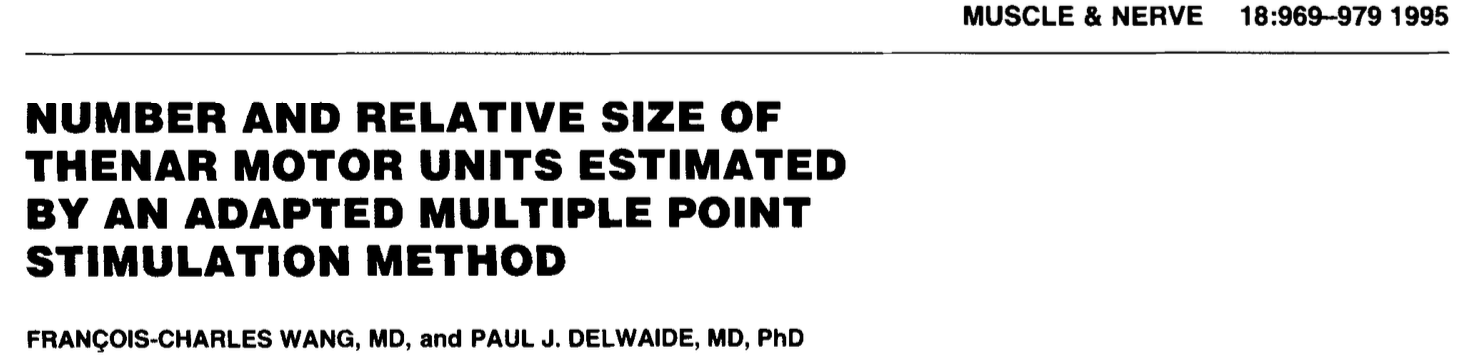 MUSCLE & NERVE 18:969–979 1995
NUMBER AND RELATIVE SIZE OF
THENAR MOTOR UNITS ESTIMATED
BY AN ADAPTED MULTIPLE POINT
STIMULATION METHOD
FRANÇOIS-CHARLES WANG, MD, and PAUL J. DELWAIDE, MD, PhD